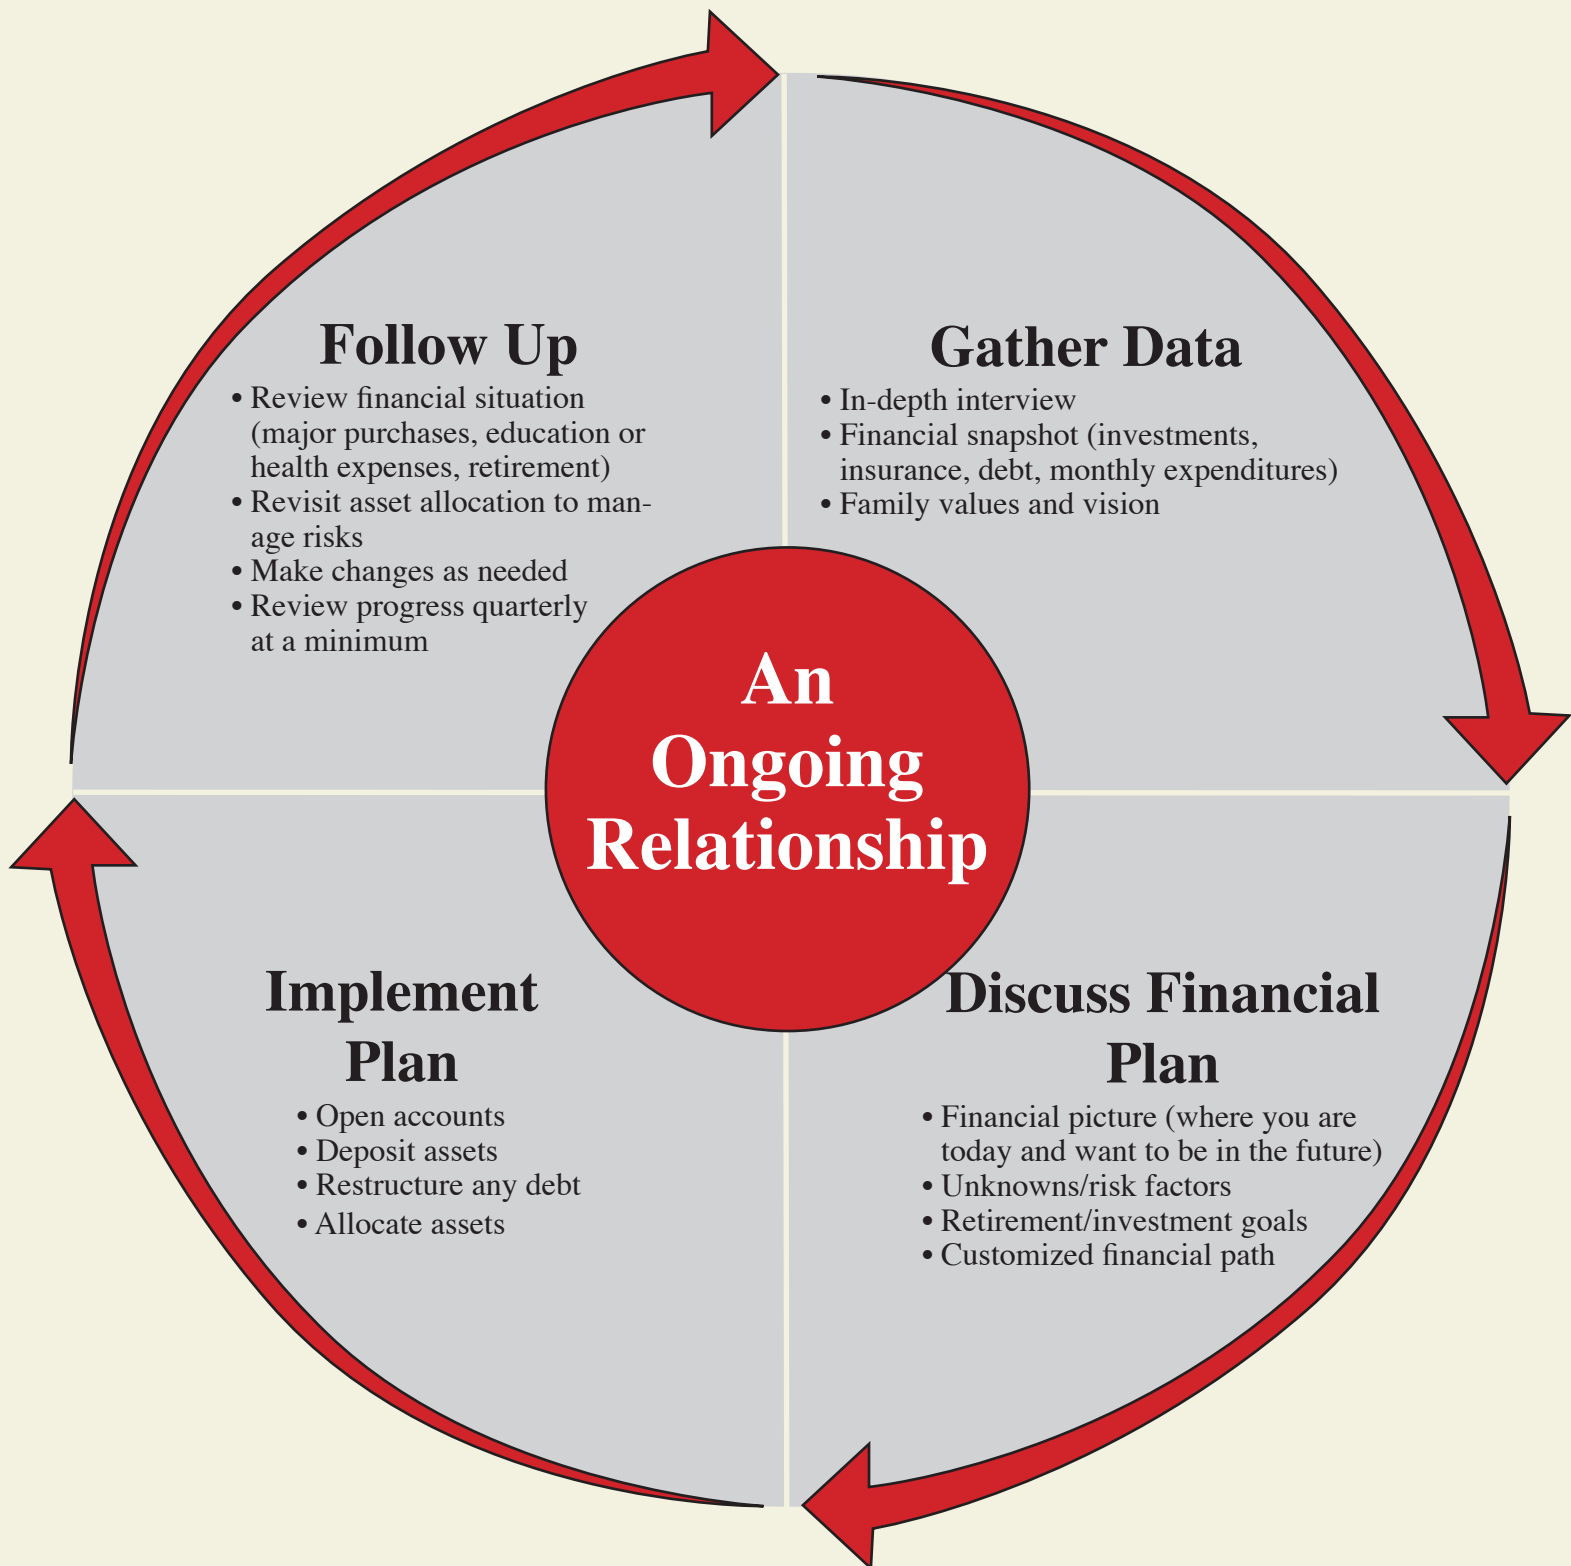 Follow Up
• Review financial situation
(major purchases, education or
health expenses, retirement)
• Revisit asset allocation to man-
age risks
• Make changes as needed
• Review progress quarterly
at a minimum
Gather Data
• In-depth interview
• Financial snapshot (investments,
insurance, debt, monthly expenditures)
• Family values and vision
An
Ongoing
Relationship
Implement
Plan
• Open accounts
• Deposit assets
• Restructure any debt
• Allocate assets
Discuss Financial
Plan
• Financial picture (where you are
today and want to be in the future)
• Unknowns/risk factors
• Retirement/investment goals
• Customized financial path